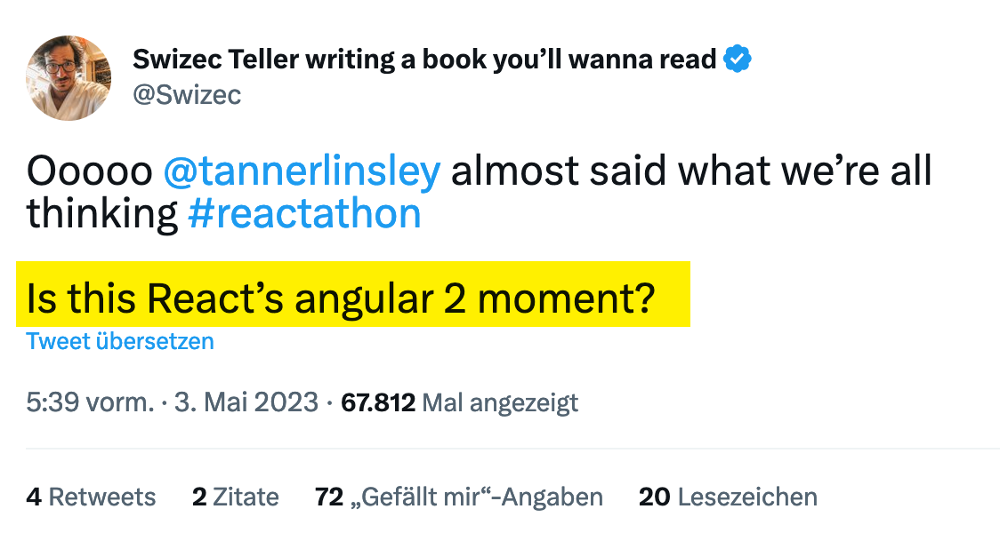 Swizec Teller writing a book you’ll wanna read
@Swizec
Ooooo @tannerlinsley almost said what we’re all
thinking #reactathon
Is this React’s angular 2 moment?
Tweet übersetzen
5:39 vorm. · 3. Mai 2023 · 67.812 Mal angezeigt
4 Retweets 2 Zitate 72 „Gefällt mir“-Angaben 20 Lesezeichen